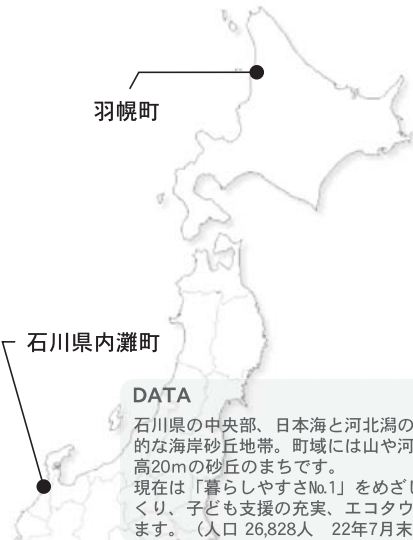 羽幌町
石川県内灘町
DATA
石川県の中央部、日本海と河北潟の
的な海岸砂丘地帯。町域には山や河
高20mの砂丘のまちです。
現在は「暮らしやすさ№1」をめざし
くり、子ども支援の充実、エコタウ
ます。（人口 26,828人　22年7月末